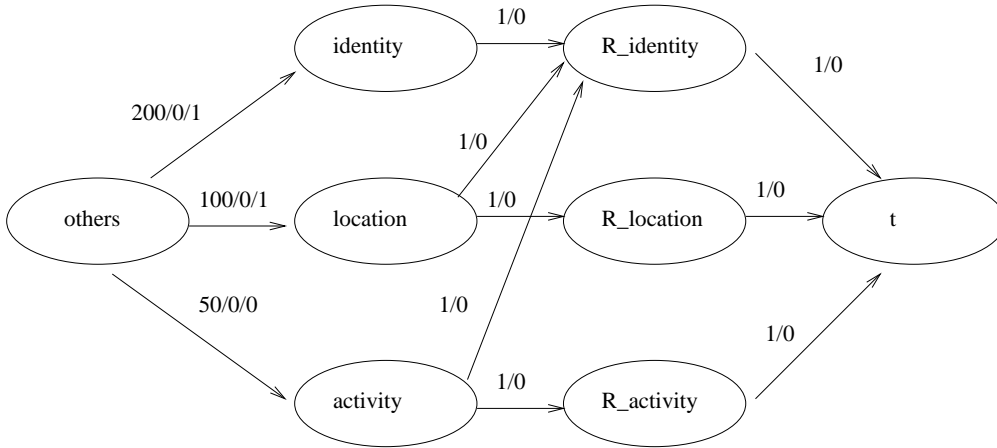 1/0
identity
R_identity
1/0
200/0/1
1/0
100/0/1
1/0
1/0
others
location
R_location
t
50/0/0
1/0
1/0
1/0
activity
R_activity